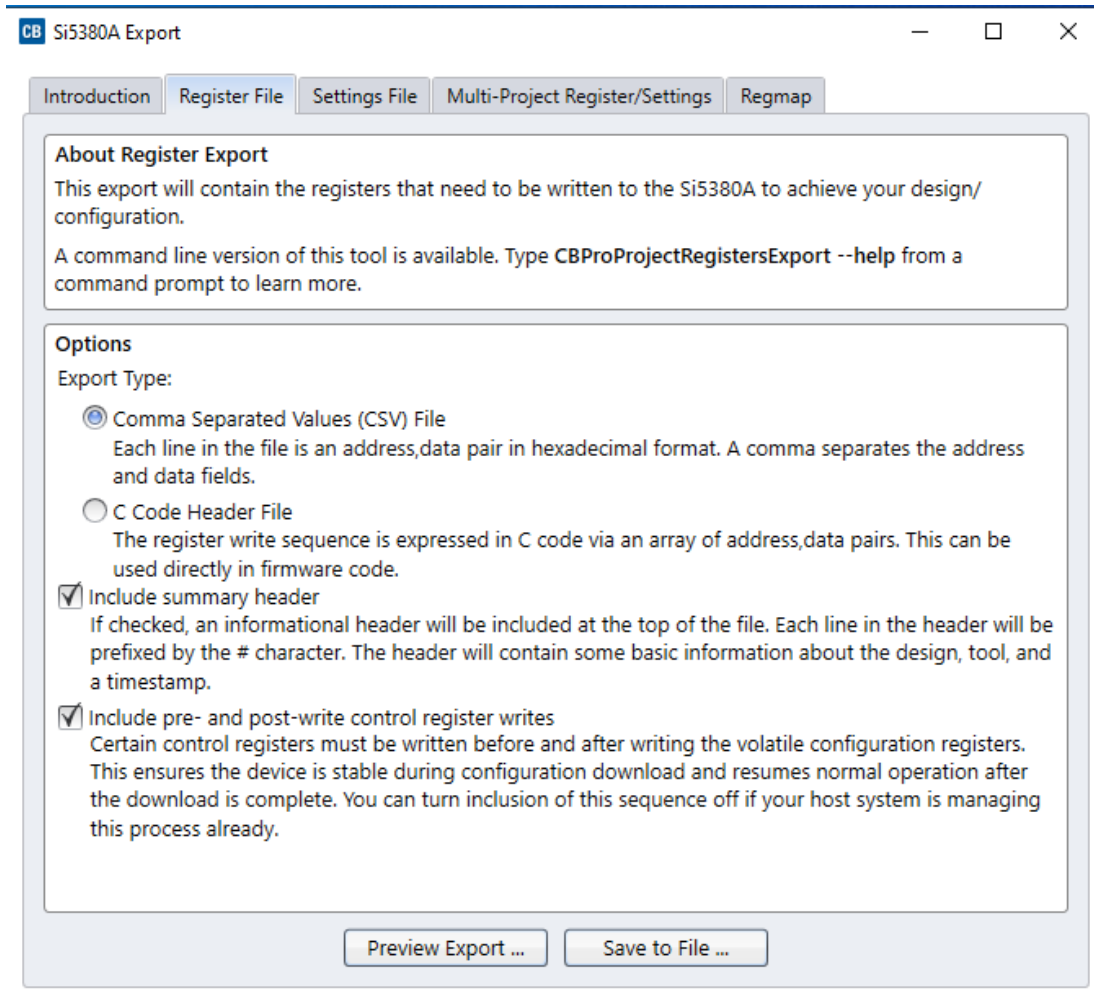 CB Si5380A Export
Introduction Register File Settings File Multi-Project Register/Settings Regmap
About Register Export
This export will contain the registers that need to be written to the Si5380A to achieve your design/
configuration.
A command line version of this tool is available. Type CBProProjectRegistersExport --help from a
command prompt to learn more.
Options
Export Type:
Comma Separated Values (CSV) File
Each line in the file is an address,data pair in hexadecimal format. A comma separates the address
and data fields.
C Code Header File
The register write sequence is expressed in C code via an array of address,data pairs. This can be
used directly in firmware code.
Include summary header
If checked, an informational header will be included at the top of the file. Each line in the header will be
prefixed by the # character. The header will contain some basic information about the design, tool, and
a timestamp.
Include pre- and post-write control register writes
Certain control registers must be written before and after writing the volatile configuration registers.
This ensures the device is stable during configuration download and resumes normal operation after
the download is complete. You can turn inclusion of this sequence off if your host system is managing
this process already.
Preview Export ... Save to File ...